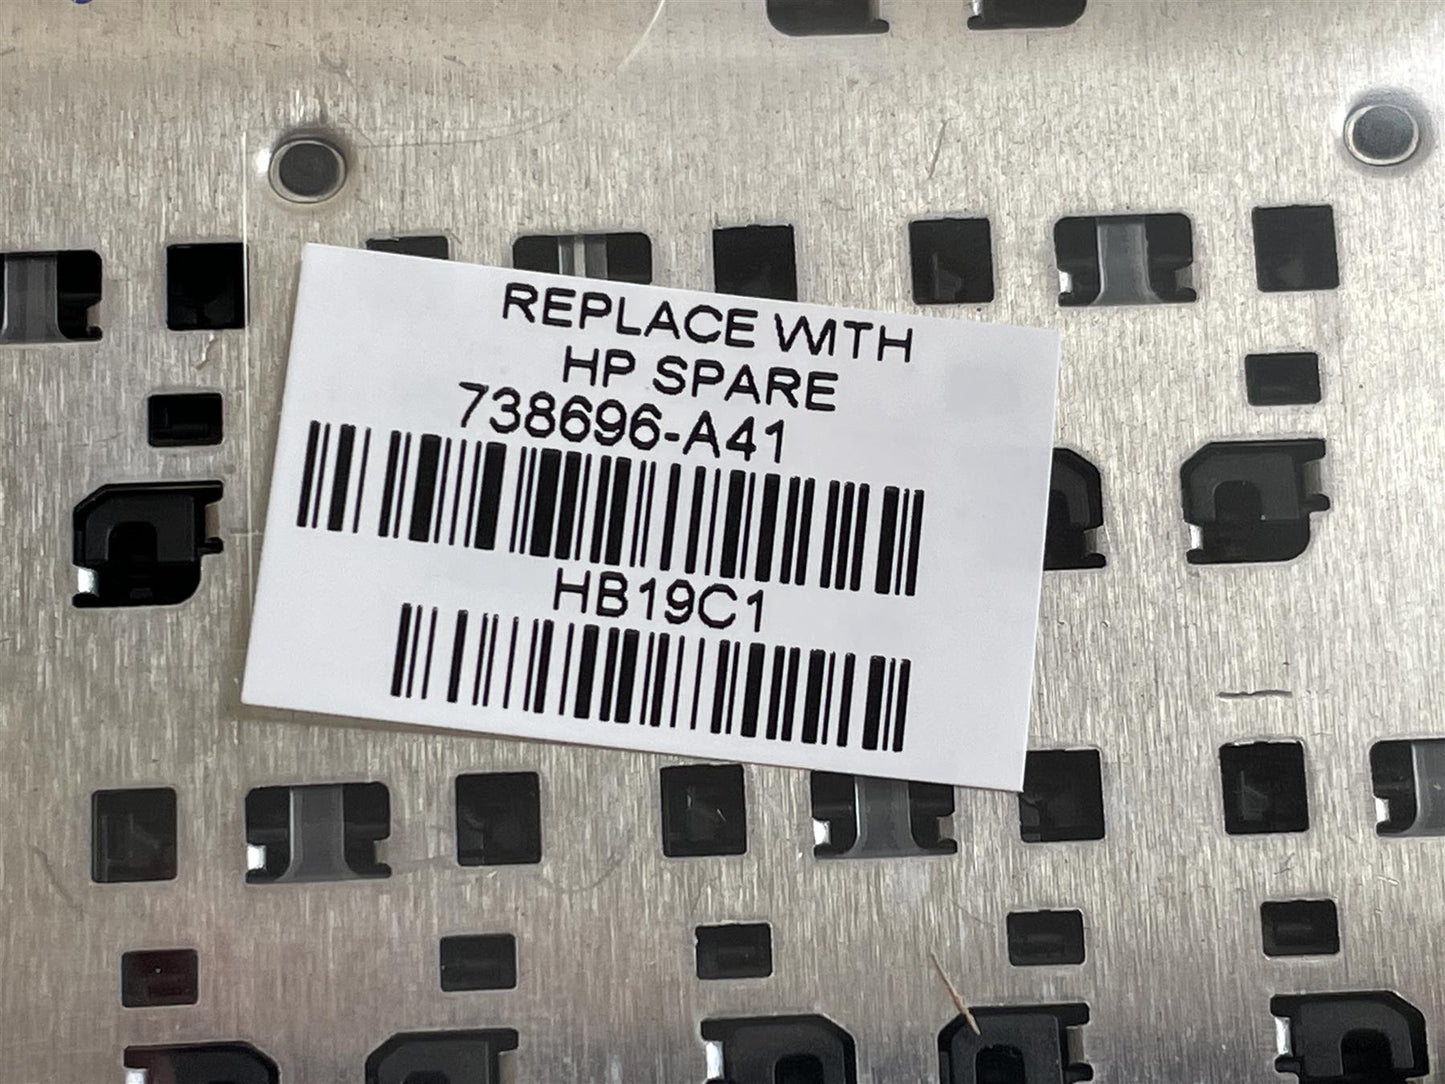 REPLACE WITH
HP SPARE
738696-A41
HB19C1